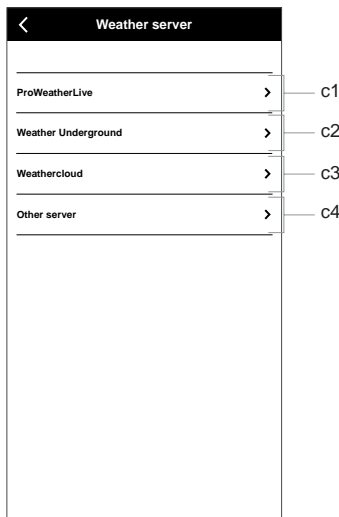 Weather server
ProWeatherLive
c1
Weather Underground
c2
Weathercloud
c3
Other server
c4